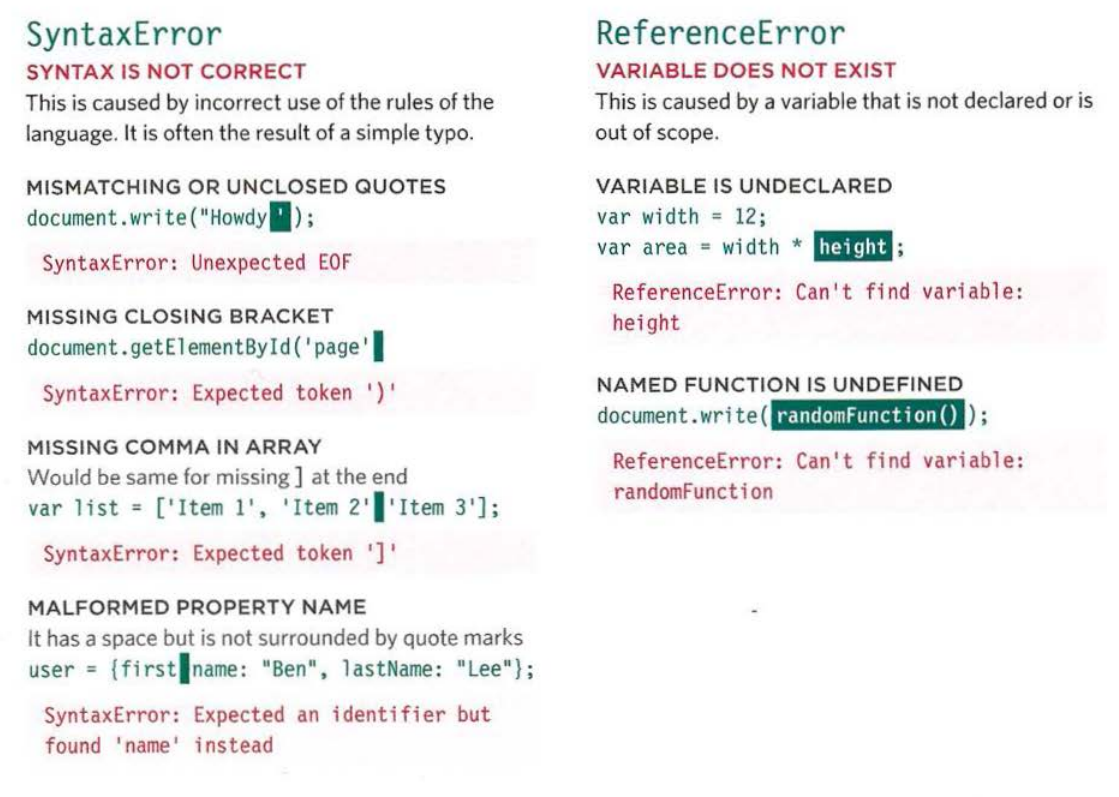 SyntaxError
SYNTAX IS NOT CORRECT
This is caused by incorrect use of the rules of the
language. It is often the result of a simple typo.
MISMATCHING OR UNCLOSED QUOTES
document.write("Howdy');
SyntaxError: Unexpected EOF
MISSING CLOSING BRACKET
document.getElementById('page'
SyntaxError: Expected token ')'
MISSING COMMA IN ARRAY
Would be same for missing ] at the end
var list = ['Item 1', 'Item 2' 'Item 3'];
SyntaxError: Expected token ']'
MALFORMED PROPERTY NAME
It has a space but is not surrounded by quote marks
user = {first name: "Ben", lastName: "Lee"};
SyntaxError: Expected an identifier but
found 'name' instead
ReferenceError
VARIABLE DOES NOT EXIST
This is caused by a variable that is not declared or is
out of scope.
VARIABLE IS UNDECLARED
var width = 12;
var area = width * height;
ReferenceError: Can't find variable:
height
NAMED FUNCTION IS UNDEFINED
document.write(randomFunction());
ReferenceError: Can't find variable:
randomFunction